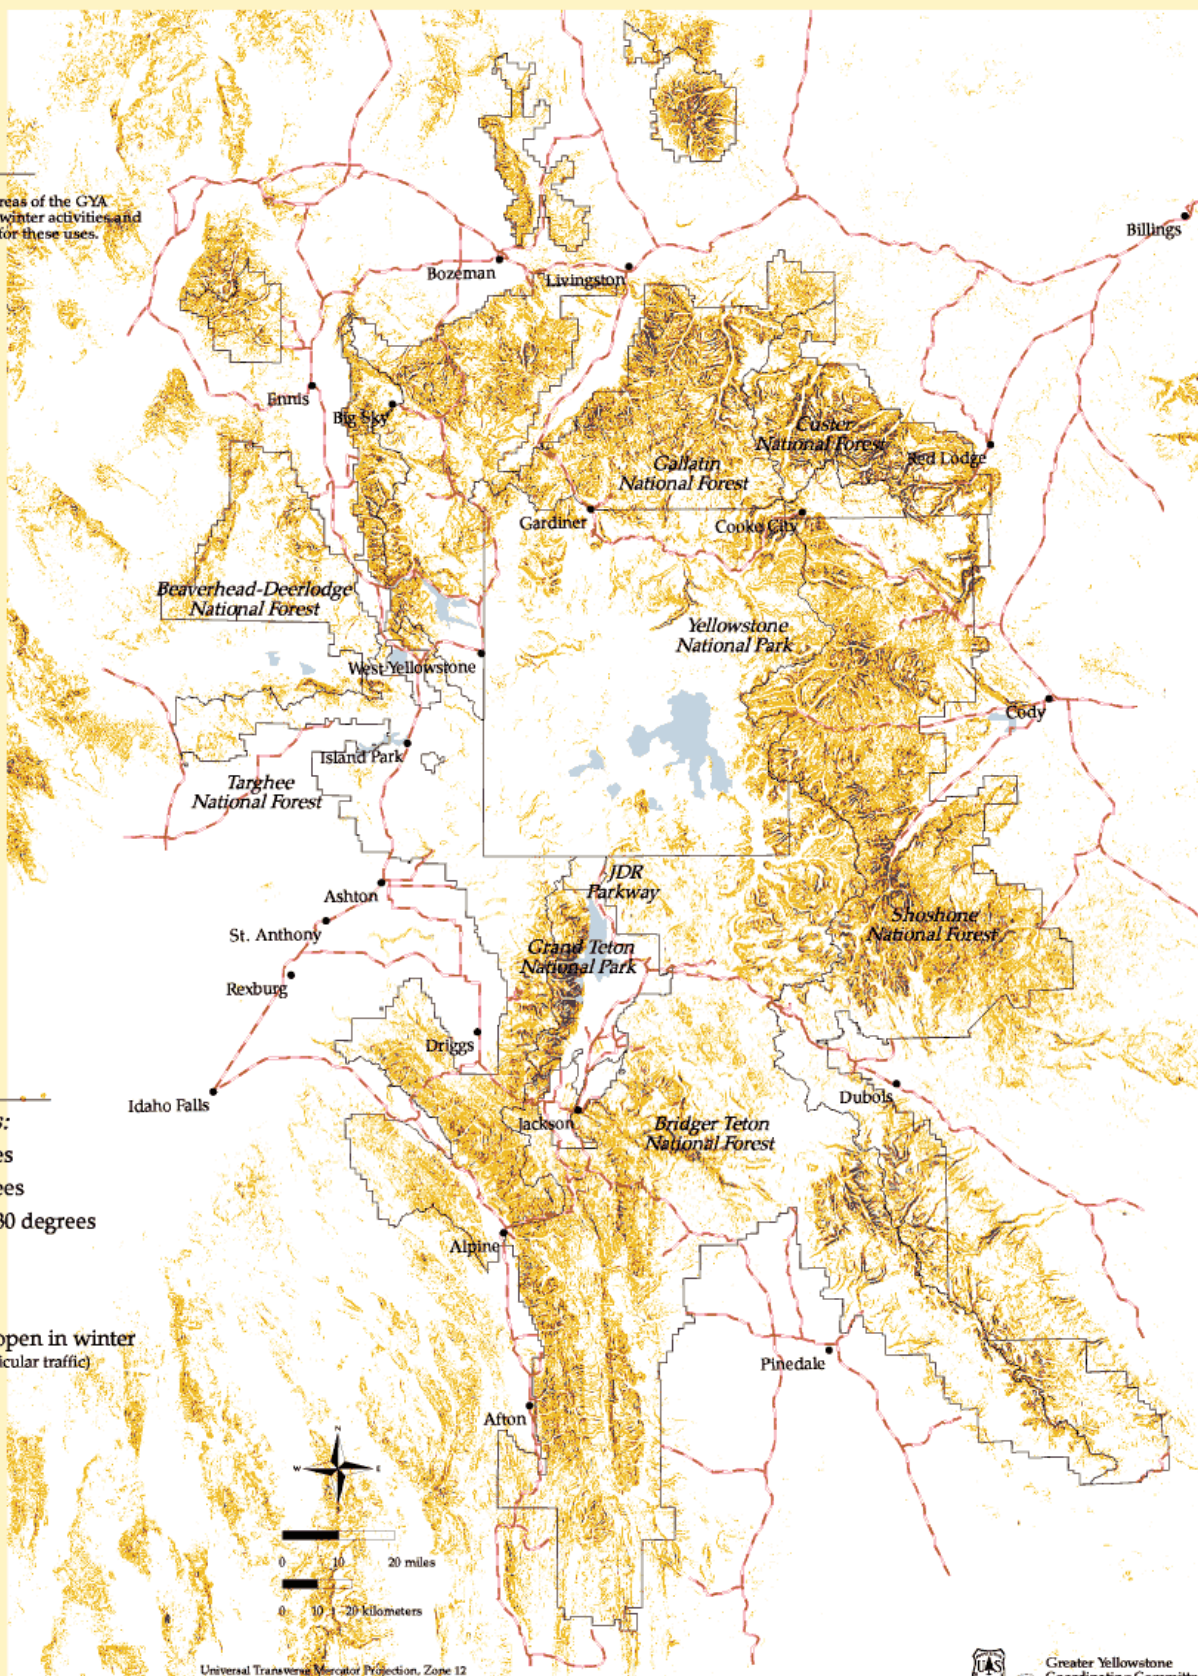 reas of the GYA
winter activities and
for these uses.
Billings
Bozeman
Livingston
Ennis
Big Sky
Custer
National Forest
Red Lodge
Gallatin
National Forest
Gardiner
Cooke City
Beaverhead-Deerlodge
National Forest
Yellowstone
National Park
West Yellowstone
Cody
Island Park
Targhee
National Forest
JDR
Parkway
Ashton
St. Anthony
Shoshone
National Forest
Grand Teton
National Park
Rexburg
Driggs
Idaho Falls
Dubois
Jackson
Bridger Teton
National Forest
s:
es
ees
30 degrees
Alpine
open in winter
icular traffic)
Pinedale
Afton
N
W E
S
0 10 20 miles
0 10 20 kilometers
Universal Transverse Mercator Projection, Zone 12
UAS
Greater Yellowstone
Coordinating Committe